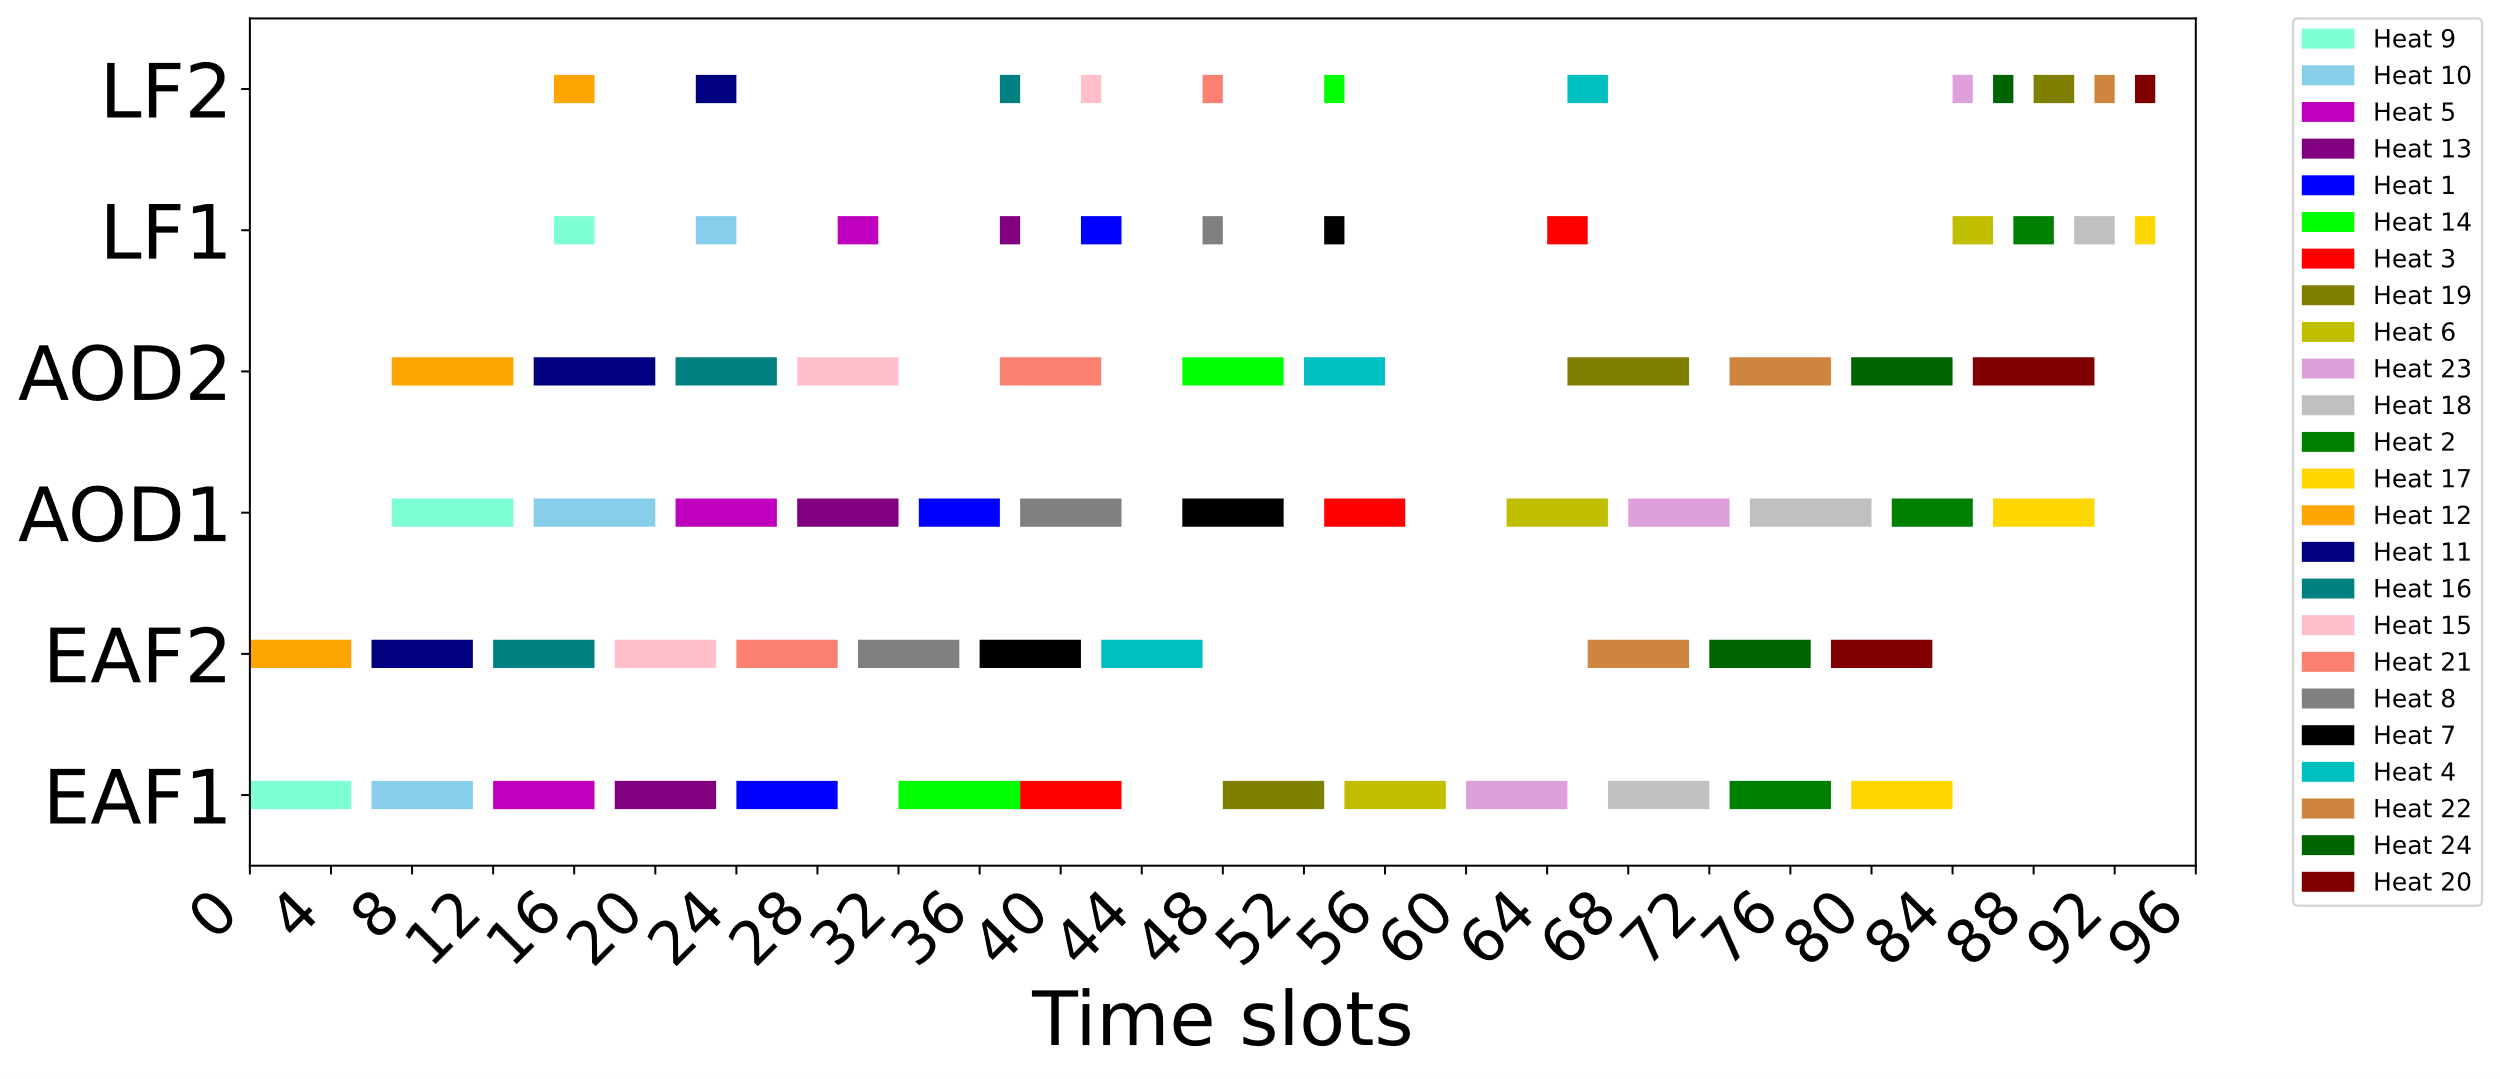 LF2
LF1
AOD2
AOD1
EAF2
EAF1
0 4 8 12 16 20 24 28 32 36 40 44 48 52 56 60 64 68 72 76 80 84 88 92 96
Time slots
Heat 9
Heat 10
Heat 5
Heat 13
Heat 1
Heat 14
Heat 3
Heat 19
Heat 6
Heat 23
Heat 18
Heat 2
Heat 17
Heat 12
Heat 11
Heat 16
Heat 15
Heat 21
Heat 8
Heat 7
Heat 4
Heat 22
Heat 24
Heat 20